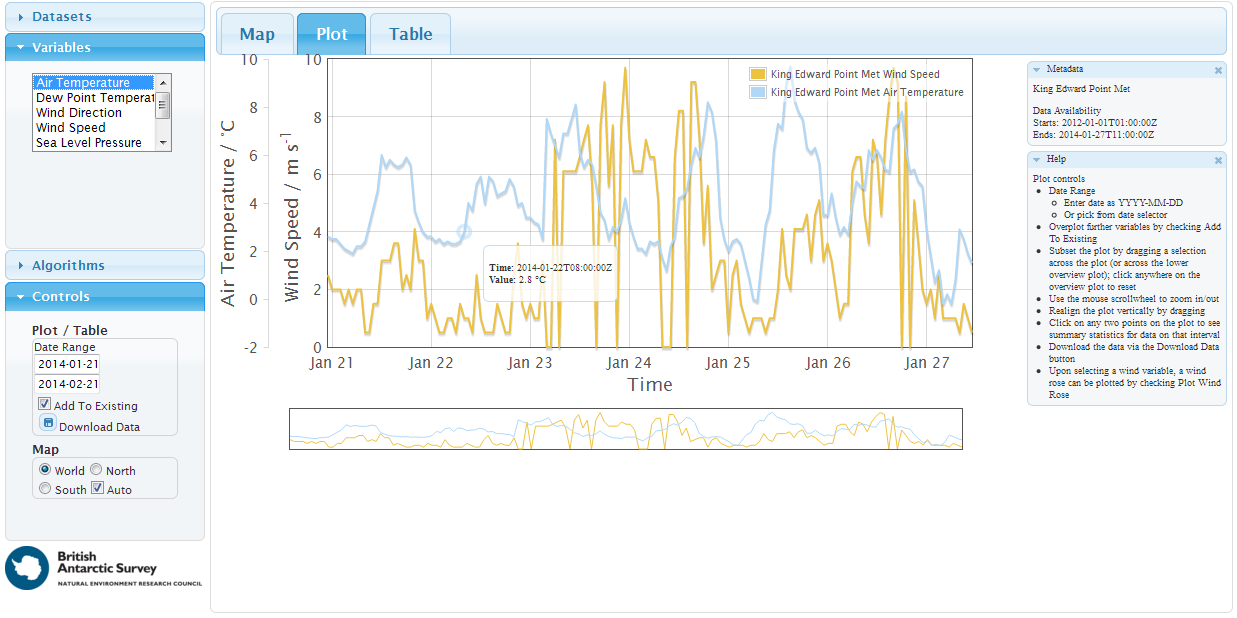 Datasets
Variables
Air Temperature
Dew Point Temperat
Wind Direction
Wind Speed
Sea Level Pressure
Algorithms
Controls
Plot / Table
Date Range
2014-01-21
2014-02-21
Add To Existing
Download Data
Map
World North
South Auto
British
Antarctic Survey
NATURAL ENVIRONMENT RESEARCH COUNCIL
Map Plot Table
Air Temperature / °C
10
8
6
4
2
0
-2
Wind Speed / m s-1
10
8
6
4
2
0
King Edward Point Met Wind Speed
King Edward Point Met Air Temperature
Time: 2014-01-22T08:00:00Z
Value: 2.8 °C
Jan 21 Jan 22 Jan 23 Jan 24 Jan 25 Jan 26 Jan 27
Time
Metadata
King Edward Point Met
Data Availability
Starts: 2012-01-01T01:00:00Z
Ends: 2014-01-27T11:00:00Z
Help
Plot controls
Date Range
Enter date as YYYY-MM-DD
Or pick from date selector
Overplot further variables by checking Add
To Existing
Subset the plot by dragging a selection
across the plot (or across the lower
overview plot); click anywhere on the
overview plot to reset
Use the mouse scrollwheel to zoom in/out
Realign the plot vertically by dragging
Click on any two points on the plot to see
summary statistics for data on that interval
Download the data via the Download Data
button
Upon selecting a wind variable, a wind
rose can be plotted by checking Plot Wind
Rose